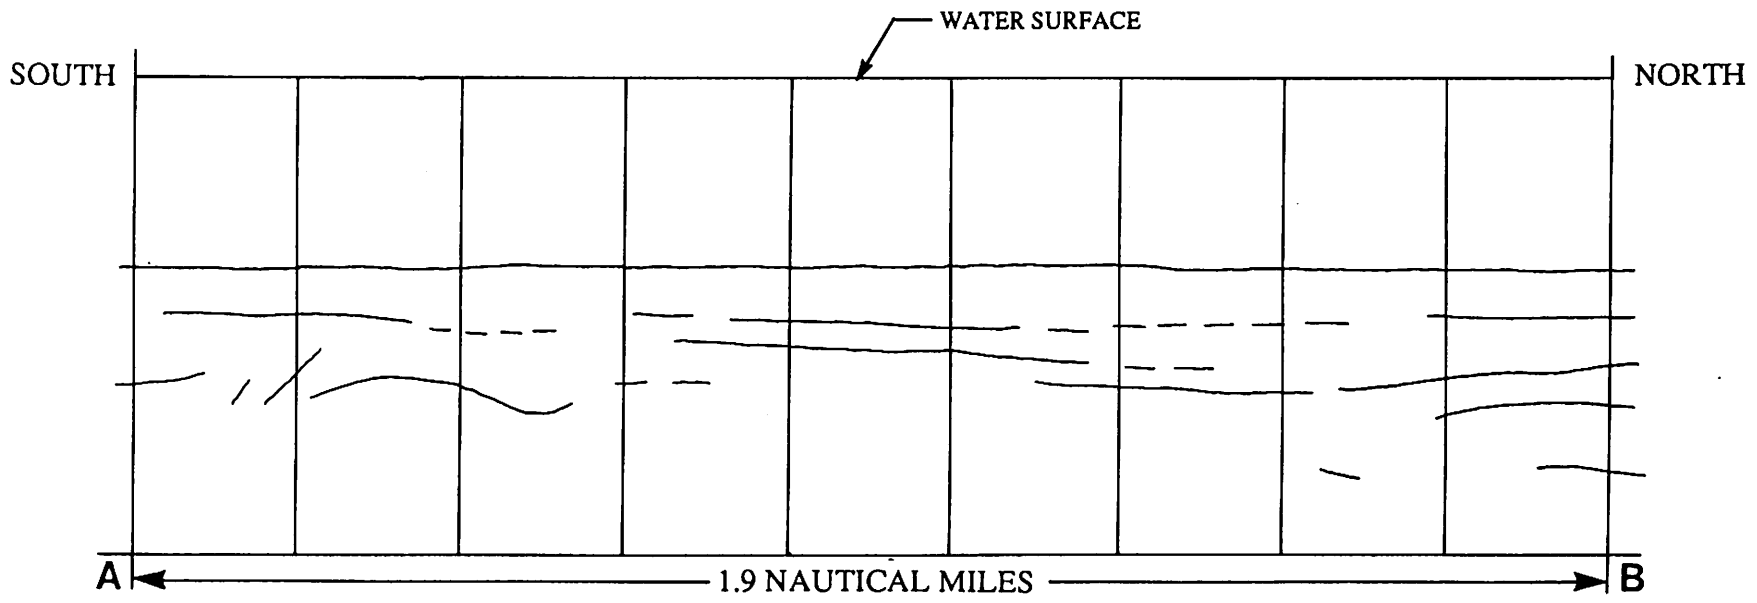 WATER SURFACE
SOUTH
NORTH
A
1.9 NAUTICAL MILES
B